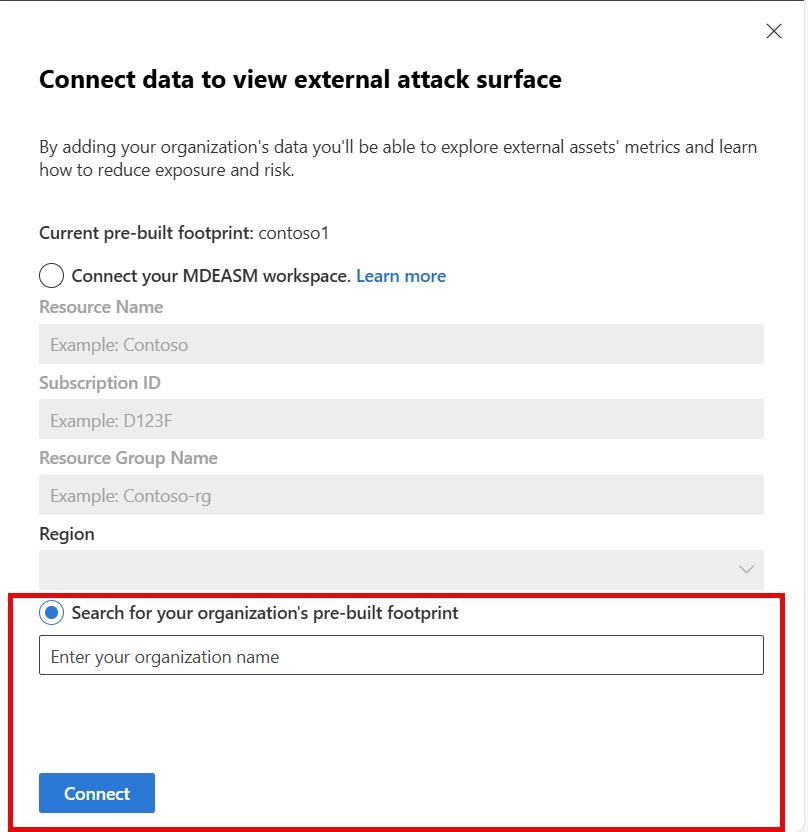 Connect data to view external attack surface
By adding your organization's data you'll be able to explore external assets' metrics and learn
how to reduce exposure and risk.
Current pre-built footprint: contoso1
Connect your MDEASM workspace. Learn more
Resource Name
Example: Contoso
Subscription ID
Example: D123F
Resource Group Name
Example: Contoso-rg
Region
Search for your organization's pre-built footprint
Enter your organization name
Connect